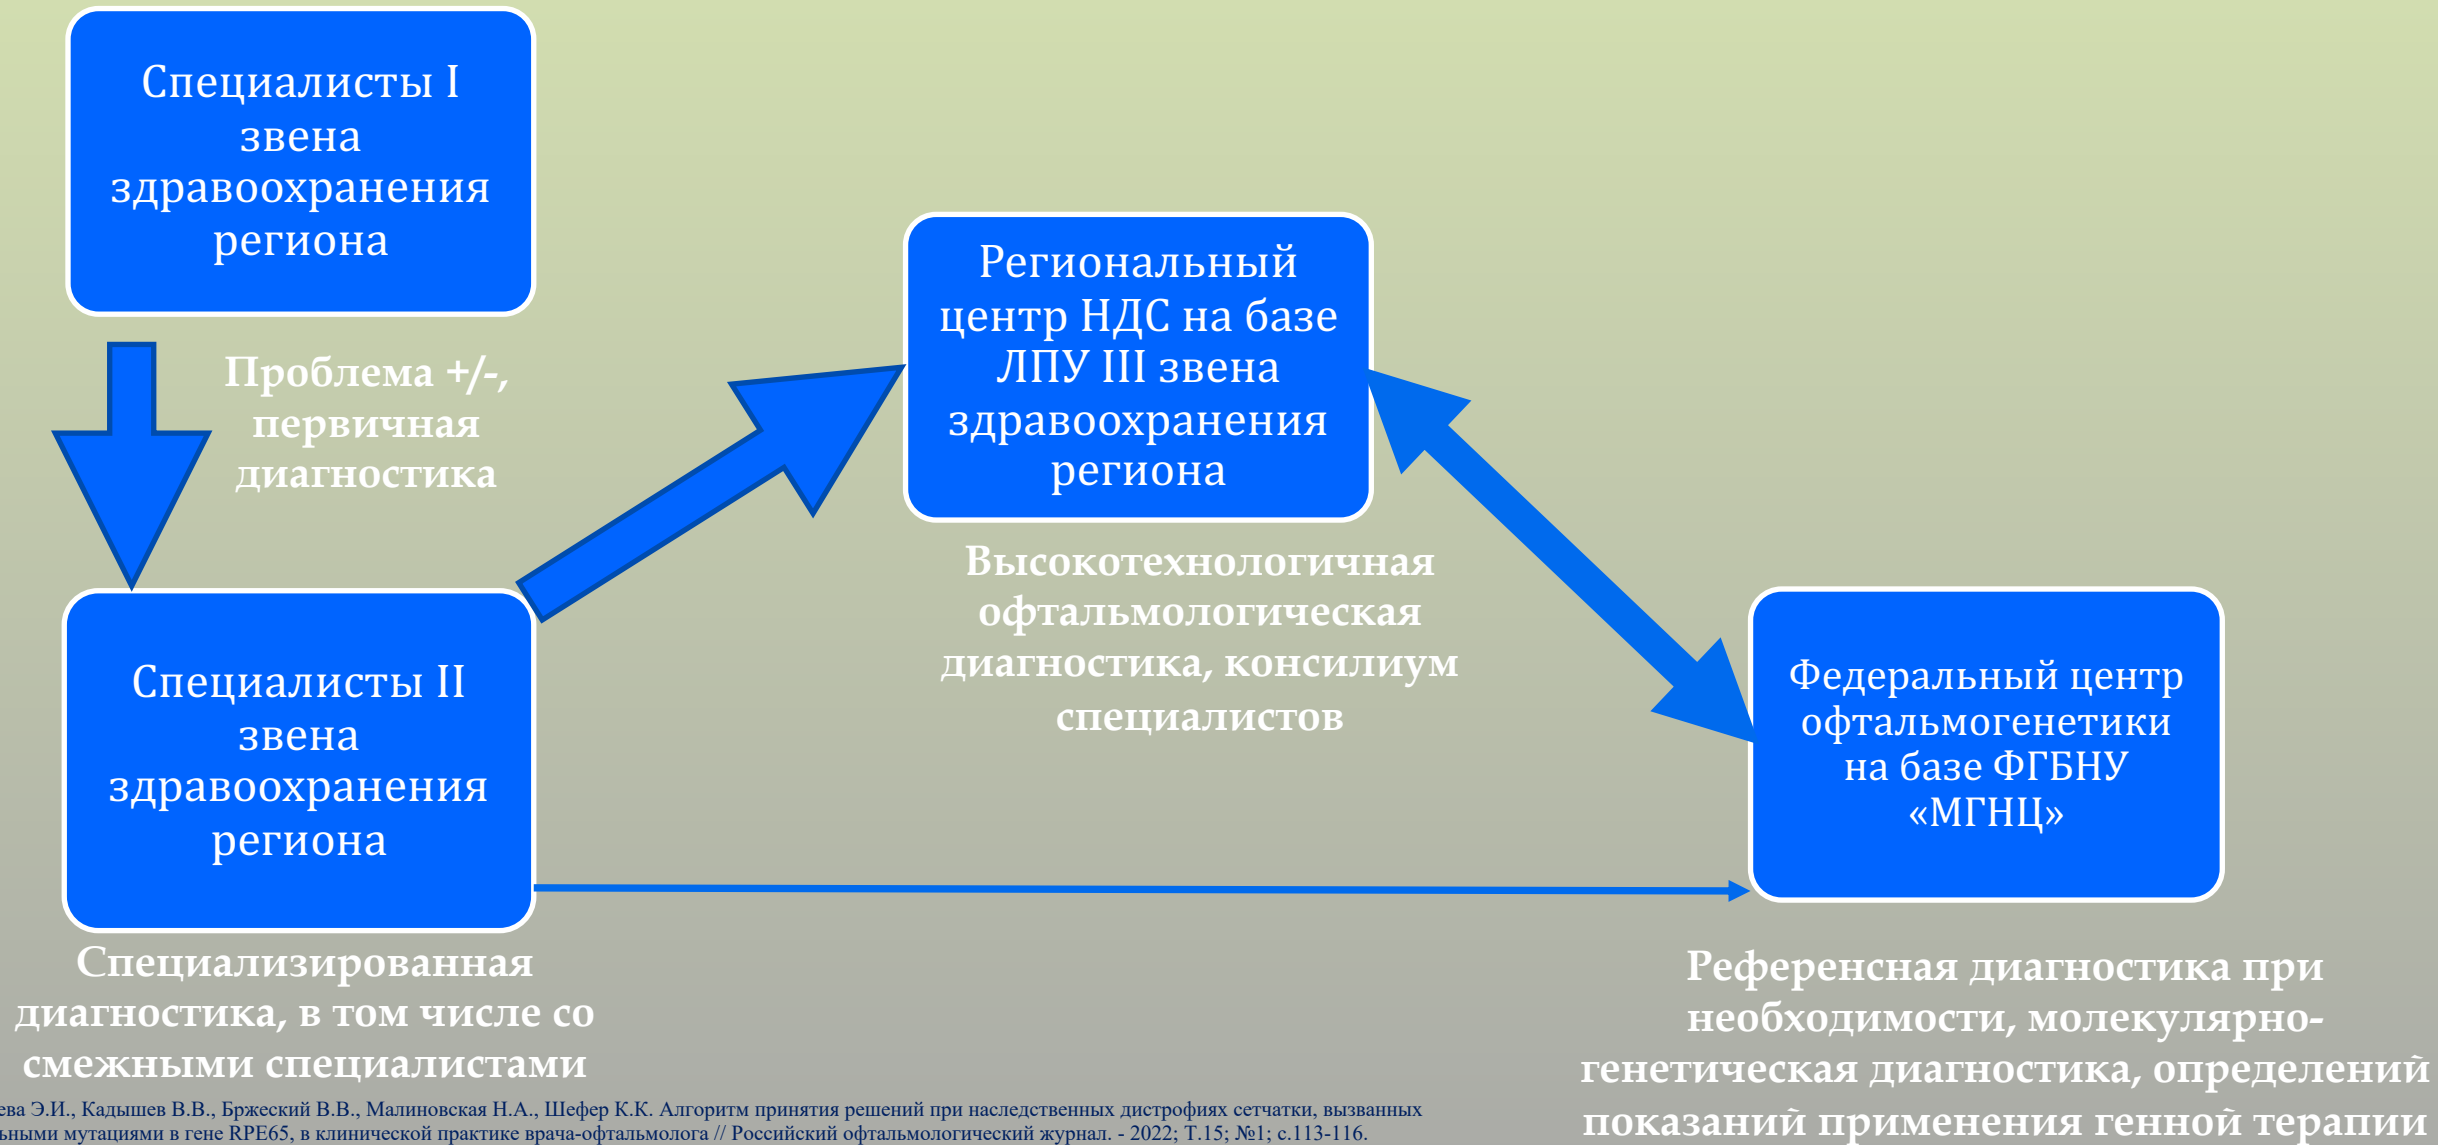 Специалисты I
звена
здравоохранения
региона
Проблема +/-,
первичная
диагностика
Специалисты II
звена
здравоохранения
региона
Специализированная
диагностика, в том числе со
смежными специалистами
Региональный
центр НДС на базе
ЛПУ III звена
здравоохранения
региона
Высокотехнологичная
офтальмологическая
диагностика, консилиум
специалистов
Федеральный центр
офтальмогенетики
на базе ФГБНУ
«МГНЦ»
Референсная диагностика при
необходимости, молекулярно-
генетическая диагностика, определений
показаний применения генной терапии
Э.И., Кадышев В.В., Бржеский В.В., Малиновская Н.А., Шефер К.К. Алгоритм принятия решений при наследственных дистрофиях сетчатки, вызванных
мутациями в гене RPE65, в клинической практике врача-офтальмолога // Российский офтальмологический журнал. - 2022; Т.15; №1; с.113-116.